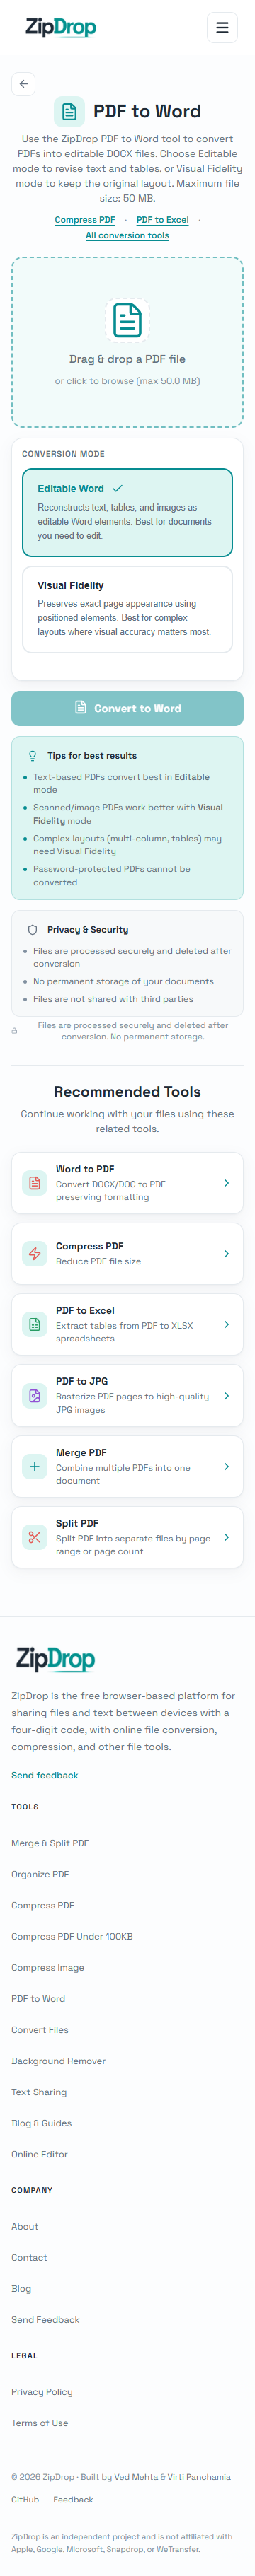 ZipDrop
PDF to Word
Use the ZipDrop PDF to Word tool to convert
PDFs into editable DOCX files. Choose Editable
mode to revise text and tables, or Visual Fidelity
mode to keep the original layout. Maximum file
size: 50 MB.
Compress PDF · PDF to Excel ·
All conversion tools
Drag & drop a PDF file
or click to browse (max 50.0 MB)
CONVERSION MODE
Editable Word
Reconstructs text, tables, and images as
editable Word elements. Best for documents
you need to edit.
Visual Fidelity
Preserves exact page appearance using
positioned elements. Best for complex
layouts where visual accuracy matters most.
Convert to Word
Tips for best results
Text-based PDFs convert best in Editable
mode
Scanned/image PDFs work better with Visual
Fidelity mode
Complex layouts (multi-column, tables) may
need Visual Fidelity
Password-protected PDFs cannot be
converted
Privacy & Security
Files are processed securely and deleted after
conversion
No permanent storage of your documents
Files are not shared with third parties
Files are processed securely and deleted after
conversion. No permanent storage.
Recommended Tools
Continue working with your files using these
related tools.
Word to PDF
Convert DOCX/DOC to PDF
preserving formatting
Compress PDF
Reduce PDF file size
PDF to Excel
Extract tables from PDF to XLSX
spreadsheets
PDF to JPG
Rasterize PDF pages to high-quality
JPG images
Merge PDF
Combine multiple PDFs into one
document
Split PDF
Split PDF into separate files by page
range or page count
ZipDrop
ZipDrop is the free browser-based platform for
sharing files and text between devices with a
four-digit code, with online file conversion,
compression, and other file tools.
Send feedback
TOOLS
Merge & Split PDF
Organize PDF
Compress PDF
Compress PDF Under 100KB
Compress Image
PDF to Word
Convert Files
Background Remover
Text Sharing
Blog & Guides
Online Editor
COMPANY
About
Contact
Blog
Send Feedback
LEGAL
Privacy Policy
Terms of Use
© 2026 ZipDrop · Built by Ved Mehta & Virti Panchamia
GitHub Feedback
ZipDrop is an independent project and is not affiliated with
Apple, Google, Microsoft, Snapdrop, or WeTransfer.